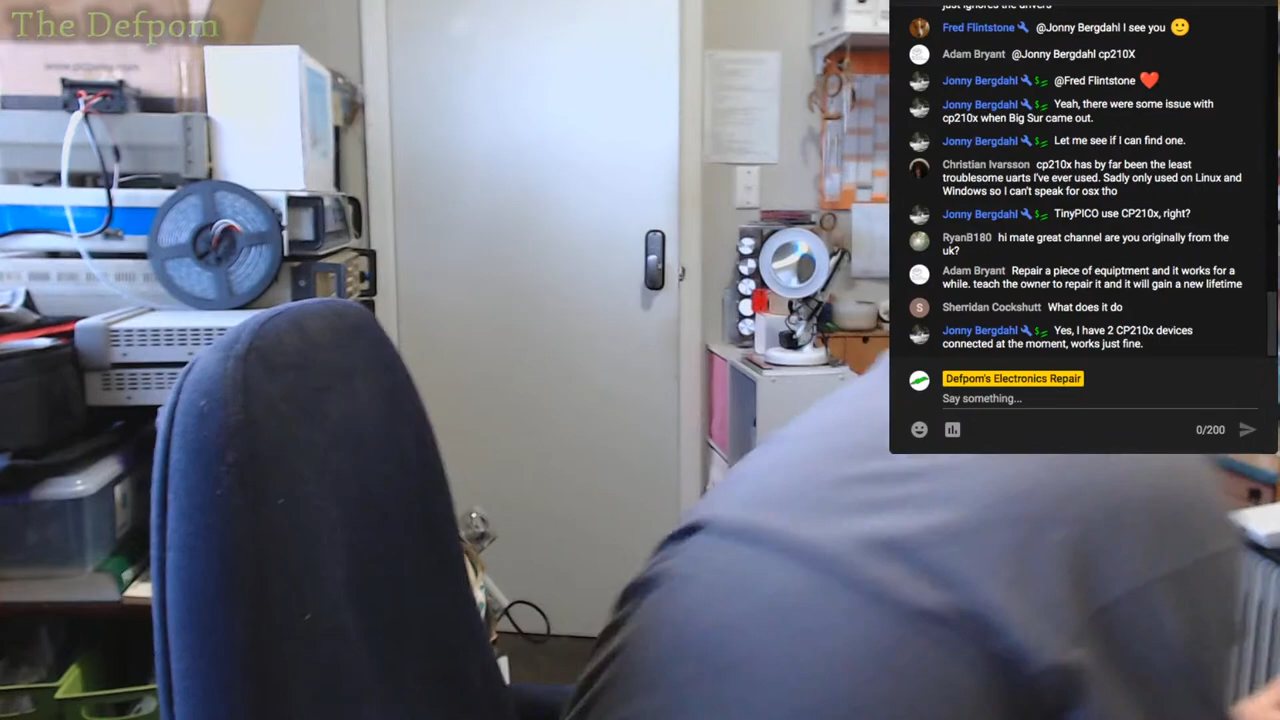 The Defpom
just ignores the drivers
Fred Flintstone @Jonny Bergdahl I see you
Adam Bryant @Jonny Bergdahl cp210X
Jonny Bergdahl @Fred Flintstone
Jonny Bergdahl Yeah, there were some issue with
cp210x when Big Sur came out.
Jonny Bergdahl Let me see if I can find one.
Christian Ivarsson cp210x has by far been the least
troublesome uarts I've ever used. Sadly only used on Linux and
Windows so I can't speak for osx tho
Jonny Bergdahl TinyPICO use CP210x, right?
RyanB180 hi mate great channel are you originally from the
uk?
Adam Bryant Repair a piece of equiptment and it works for a
while. teach the owner to repair it and it will gain a new lifetime
S Sherridan Cockshutt What does it do
Jonny Bergdahl Yes, I have 2 CP210x devices
connected at the moment, works just fine.
Defpom's Electronics Repair
Say something...
0/200